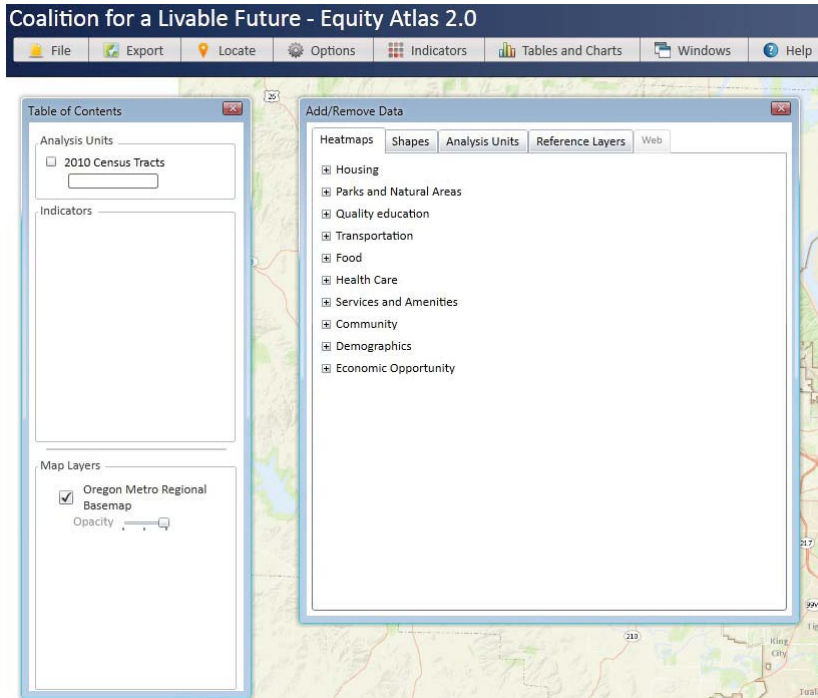 Coalition for a Livable Future - Equity Atlas 2.0
File Export Locate Options Indicators Tables and Charts Windows Help
26
Table of Contents
Analysis Units
2010 Census Tracts
Indicators
Map Layers
Oregon Metro Regional
Basemap
Opacity
Add/Remove Data
Heatmaps Shapes Analysis Units Reference Layers Web
Housing
Parks and Natural Areas
Quality education
Transportation
Food
Health Care
Services and Amenities
Community
Demographics
Economic Opportunity
217
99W
210
King
City